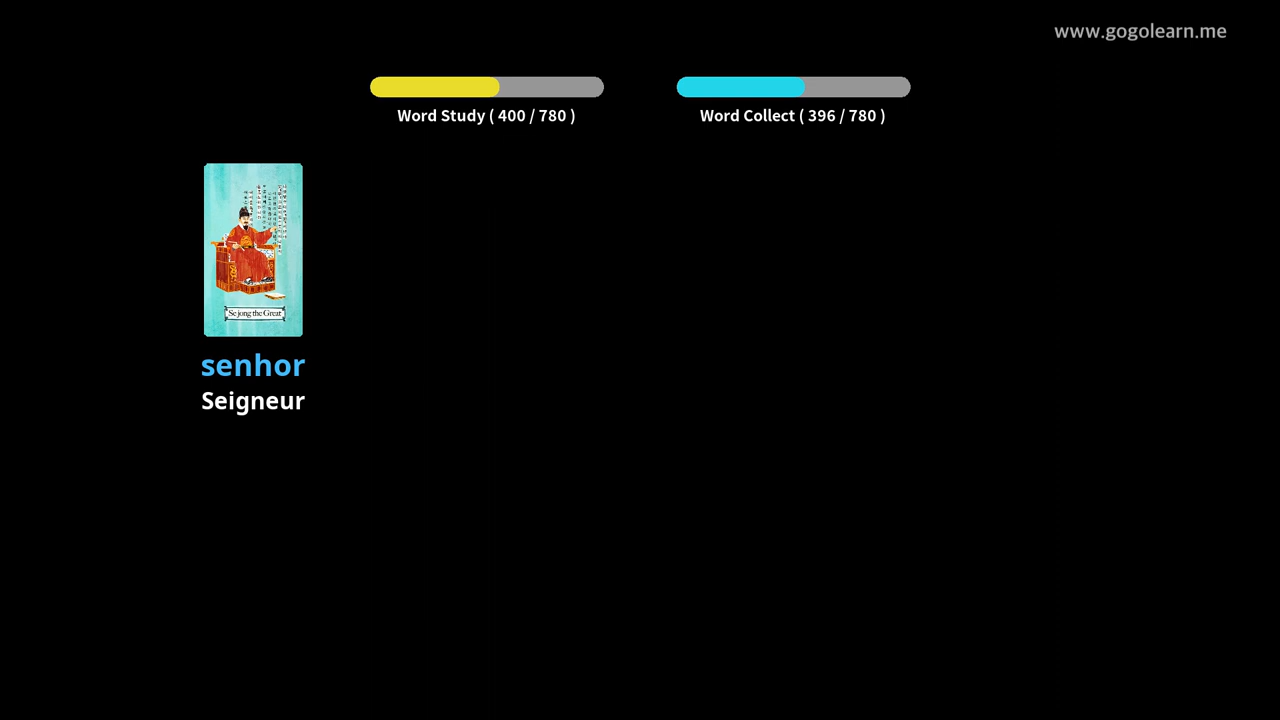 www.gogolearn.me
Word Study ( 400 / 780 )
Word Collect ( 396 / 780 )
Sejong the Great
senhor
Seigneur